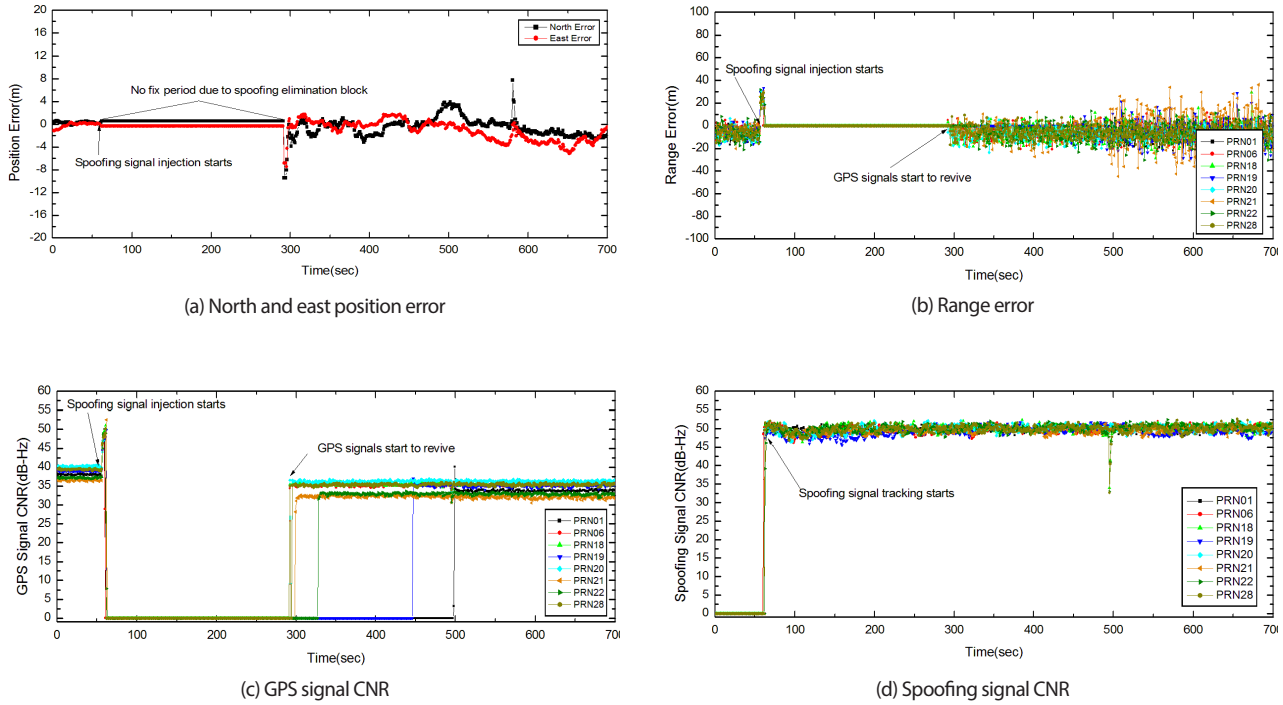 20
16
12
8
4
0
-4
-8
-12
-16
20
Position Error(m)
North Error
East Error
No fix period due to spoofing elimination block
Spoofing signal injection starts
0 100 200 300 400 500 600 700
Time(sec)
(a) North and east position error
100
80
60
40
20
0
-20
-40
-60
-80
-100
Range Error(m)
Spoofing signal injection starts
GPS signals start to revive
PRN01
PRN06
PRN18
PRN19
PRN20
PRN21
PRN22
PRN28
0 100 200 300 400 500 600 700
Time(sec)
(b) Range error
60
55
50
45
40
35
30
25
20
15
10
5
0
GPS Signal CNR(dB-Hz)
Spoofing signal injection starts
GPS signals start to revive
PRN01
PRN06
PRN18
PRN19
PRN20
PRN21
PRN22
PRN28
0 100 200 300 400 500 600 700
Time(sec)
(c) GPS signal CNR
60
55
50
45
40
35
30
25
20
15
10
5
0
Spoofing Signal CNR(dB-Hz)
Spoofing signal tracking starts
PRN01
PRN06
PRN18
PRN19
PRN20
PRN21
PRN22
PRN28
0 100 200 300 400 500 600 700
Time(sec)
(d) Spoofing signal CNR